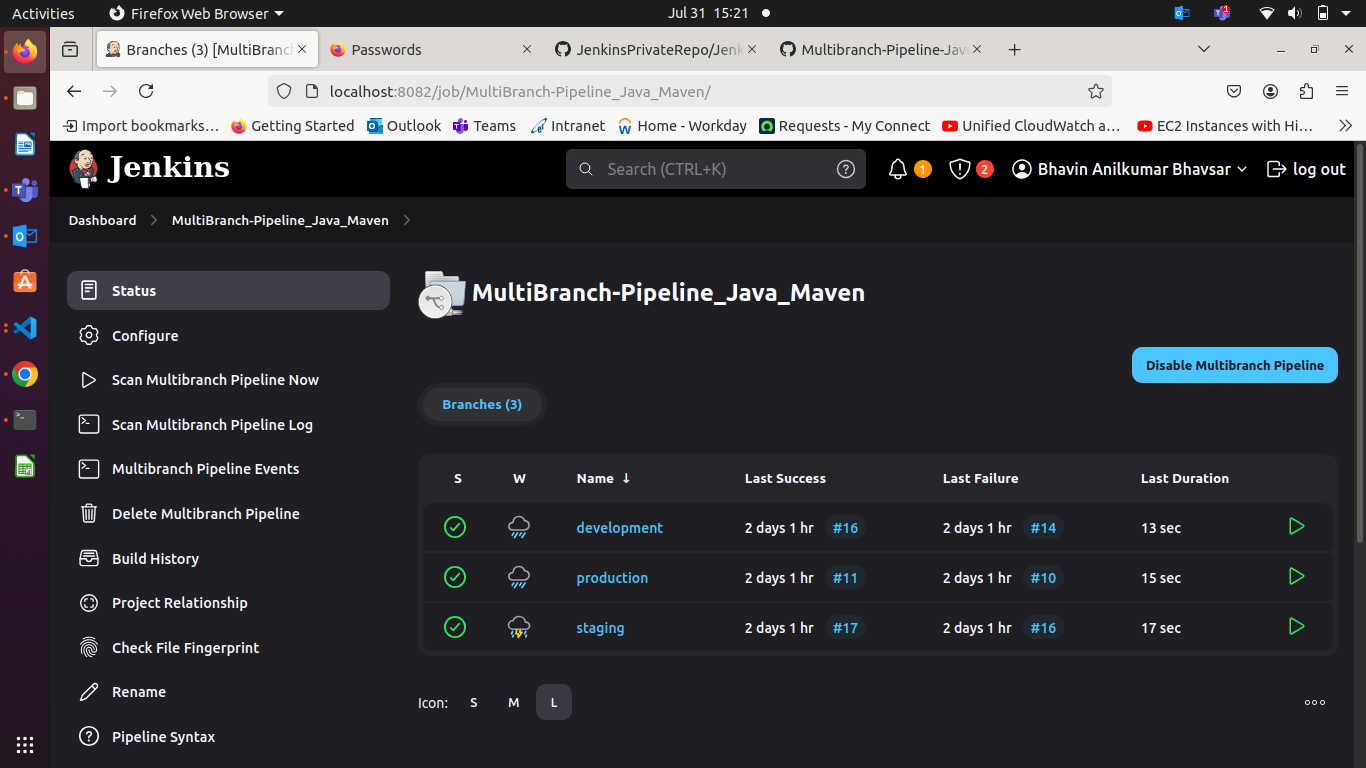 Activities Firefox Web Browser Jul 31 15:21 1
Branches (3) [MultiBranch Passwords JenkinsPrivateRepo/Jenk Multibranch-Pipeline-Jav
localhost:8082/job/MultiBranch-Pipeline_Java_Maven/
Import bookmarks... Getting Started Outlook Teams Intranet Home - Workday Requests - My Connect Unified CloudWatch a... EC2 Instances with Hi...
Jenkins Search (CTRL+K) 1 2 Bhavin Anilkumar Bhavsar log out
Dashboard MultiBranch-Pipeline_Java_Maven
Status
Configure
Scan Multibranch Pipeline Now
Scan Multibranch Pipeline Log
Multibranch Pipeline Events
Delete Multibranch Pipeline
Build History
Project Relationship
Check File Fingerprint
Rename
Pipeline Syntax
MultiBranch-Pipeline_Java_Maven
Disable Multibranch Pipeline
Branches (3)
S W Name ↓ Last Success Last Failure Last Duration
development 2 days 1 hr #16 2 days 1 hr #14 13 sec
production 2 days 1 hr #11 2 days 1 hr #10 15 sec
staging 2 days 1 hr #17 2 days 1 hr #16 17 sec
Icon: S M L